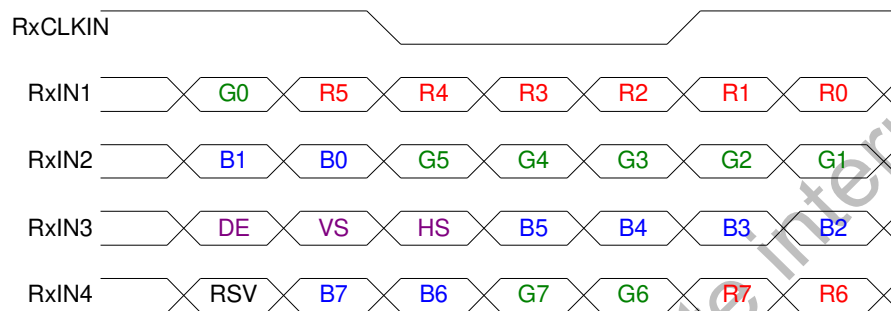 RxCLKIN
RxIN1 G0 R5 R4 R3 R2 R1 R0
RxIN2 B1 B0 G5 G4 G3 G2 G1
RxIN3 DE VS HS B5 B4 B3 B2
RxIN4 RSV B7 B6 G7 G6 R7 R6